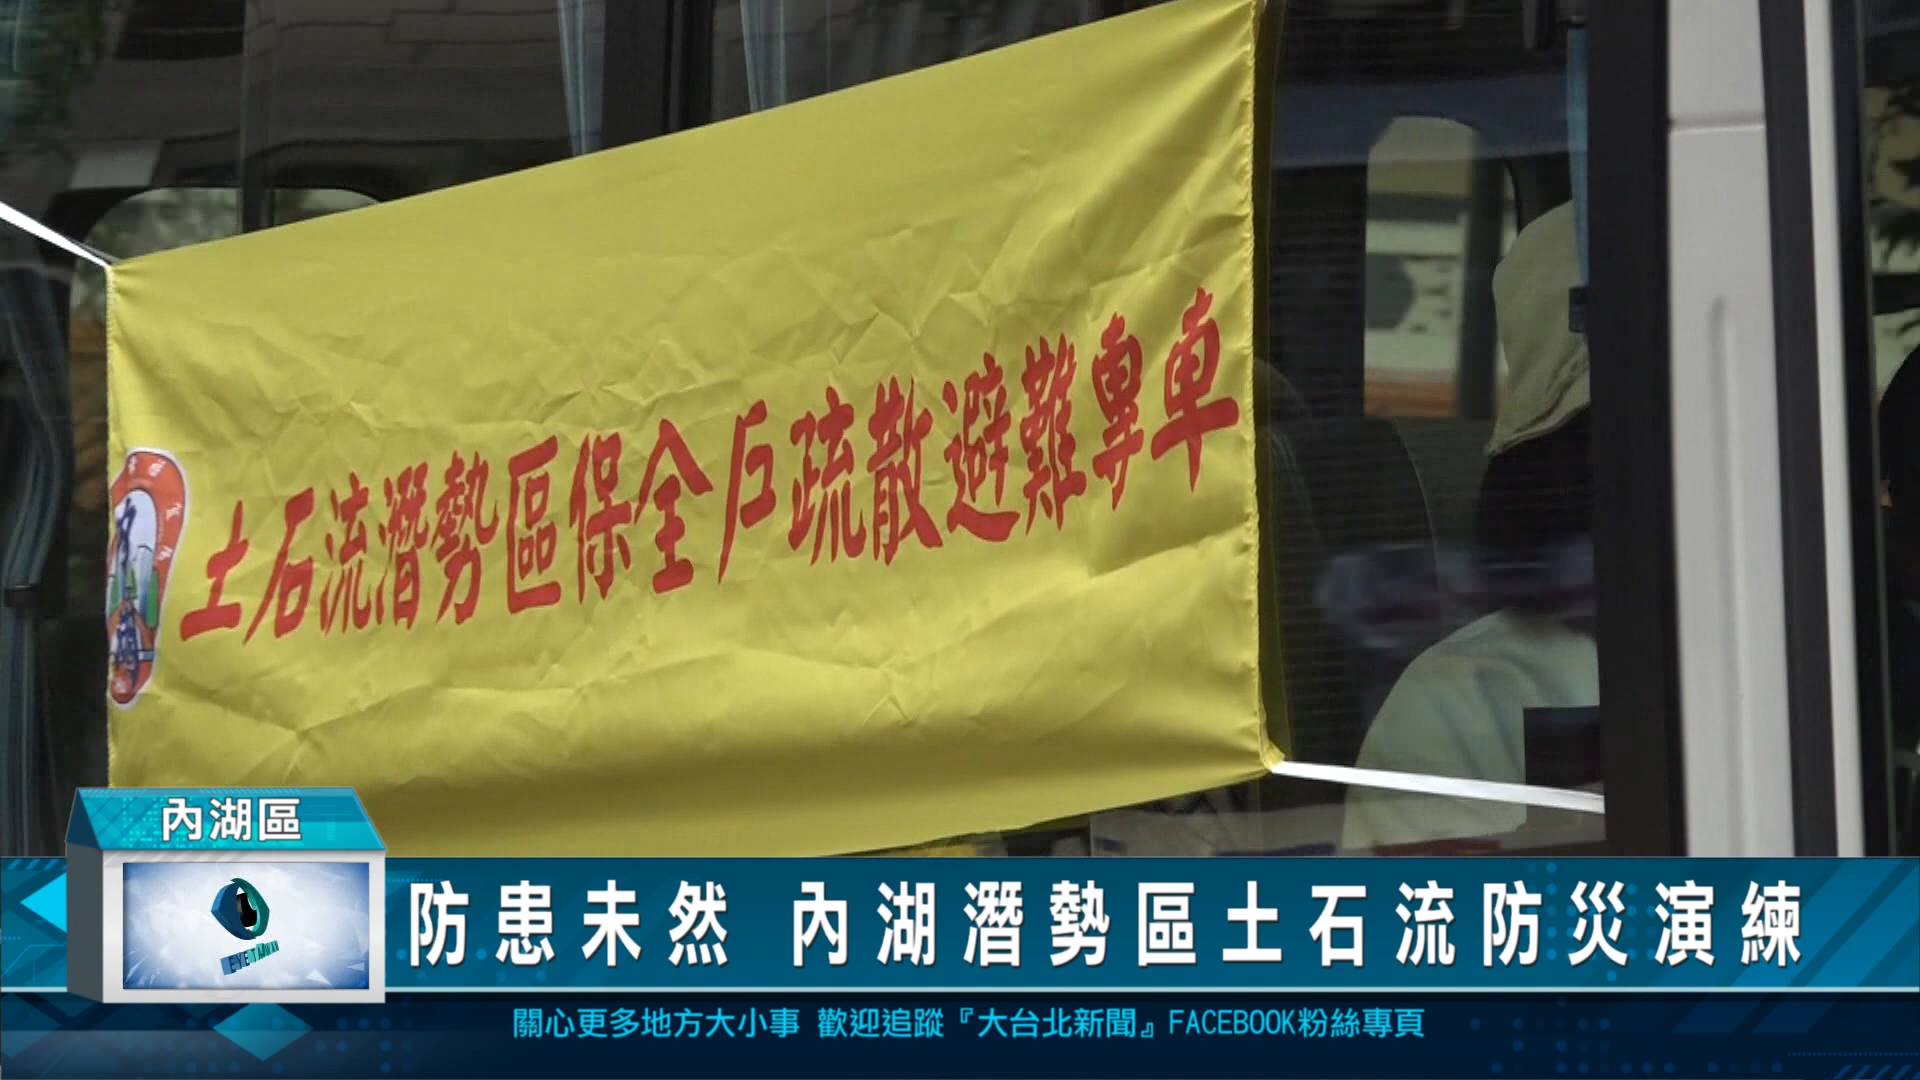 土石流潛勢區保全戶疏散避難專車
內湖區
EYETAIWAN
防患未然 內湖潛勢區土石流防災演練
關心更多地方大小事 歡迎追蹤『大台北新聞』FACEBOOK粉絲專頁